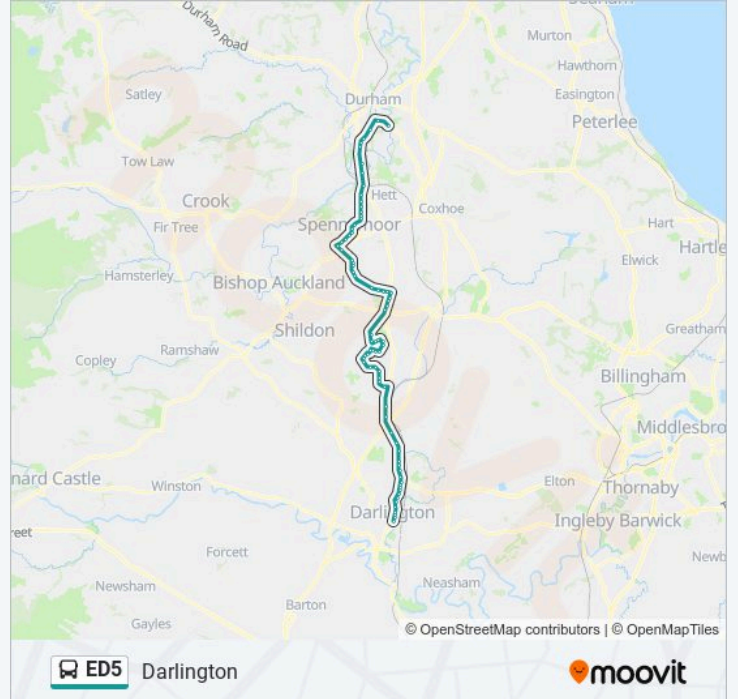 Durham Road
Murton
Hawthorn
Satley
Easington
Durham
Peterlee
Tow Law
Hett
Crook
Coxhoe
Fir Tree
Spennymoor
Hart
Elwick
Hamsterley
Bishop Auckland
Shildon
Greatham
Ramshaw
Copley
Billingham
Middlesbro
nard Castle
Winston
Elton
Thornaby
Darlington
Ingleby Barwick
reet
Forcett
Newb
Newsham
Neasham
Barton
Gayles
© OpenStreetMap contributors | © OpenMapTiles
ED5 Darlington
moovit